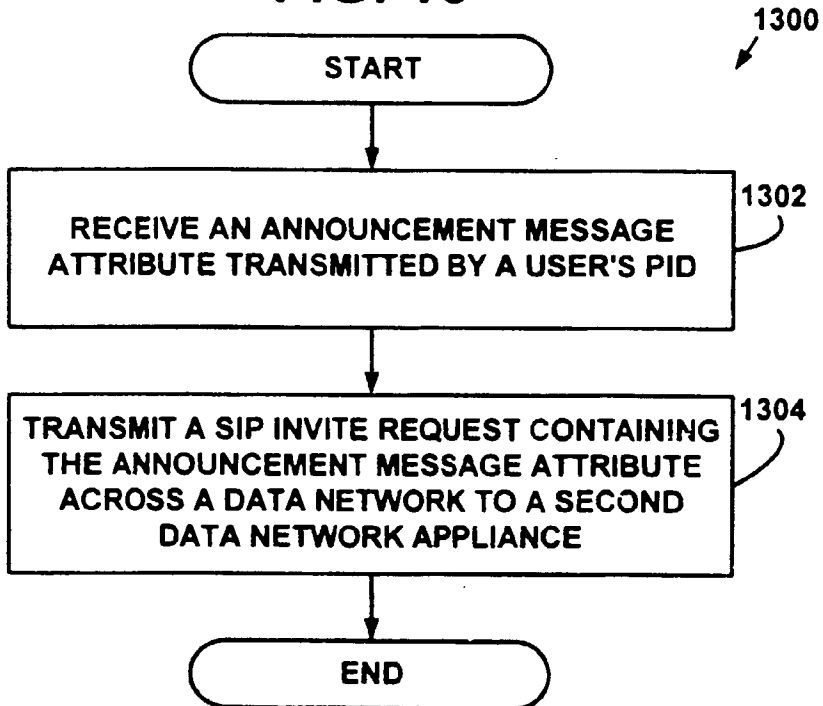 1300
START
RECEIVE AN ANNOUNCEMENT MESSAGE
ATTRIBUTE TRANSMITTED BY A USER'S PID
1302
TRANSMIT A SIP INVITE REQUEST CONTAINING
THE ANNOUNCEMENT MESSAGE ATTRIBUTE
ACROSS A DATA NETWORK TO A SECOND
DATA NETWORK APPLIANCE
1304
END